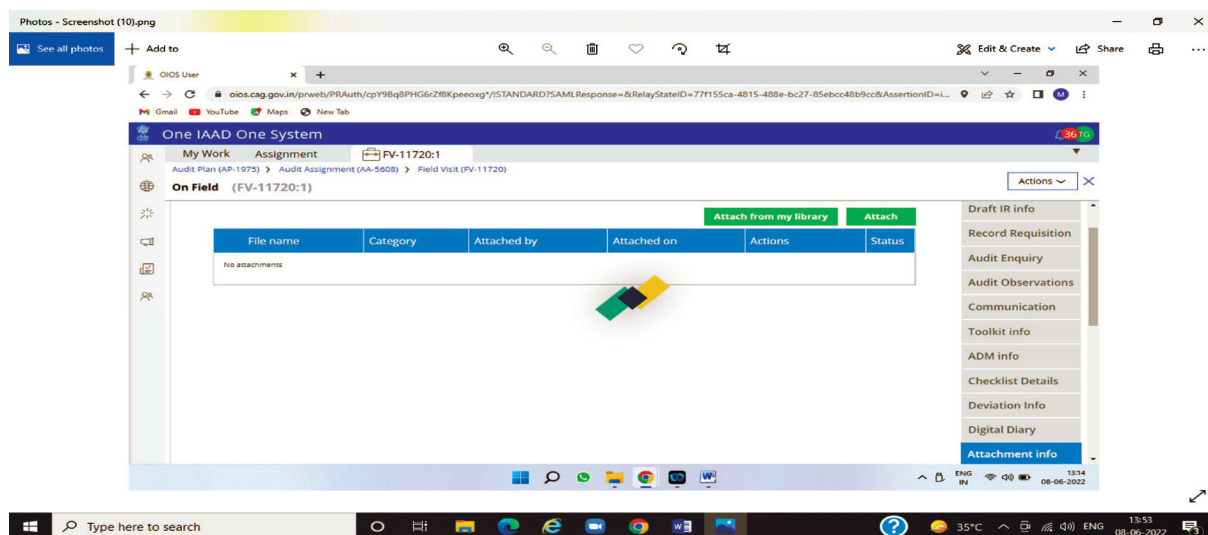 Photos - Screenshot (10).png
See all photos + Add to Edit & Create Share
OIOS User
oios.cag.gov.in/prweb/PRAuth/cpY9Bq8PHG6rZf8Kpeeoxg*/!STANDARD?SAMLResponse=&RelayStateID=77f155ca-4815-488e-bc27-85ebcc48b9cc&AssertionID=i...
Gmail YouTube Maps New Tab
One IAAD One System 36 TG
My Work Assignment FV-11720:1
Audit Plan (AP-1975) > Audit Assignment (AA-5608) > Field Visit (FV-11720)
On Field (FV-11720:1) Actions
Attach from my library Attach
File name Category Attached by Attached on Actions Status
No attachments
Draft IR info
Record Requisition
Audit Enquiry
Audit Observations
Communication
Toolkit info
ADM info
Checklist Details
Deviation Info
Digital Diary
Attachment info
ENG IN 13:14 08-06-2022
Type here to search 35°C ENG 13:53 08-06-2022